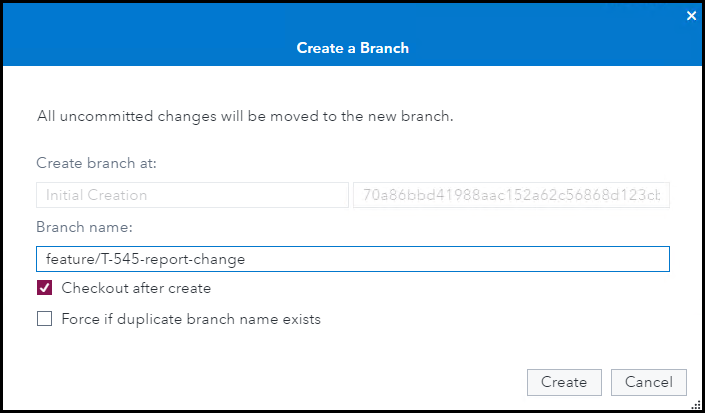 Create a Branch
All uncommitted changes will be moved to the new branch.
Create branch at:
Initial Creation 70a86bbd41988aac152a62c56868d123cb
Branch name:
feature/T-545-report-change
Checkout after create
Force if duplicate branch name exists
Create Cancel